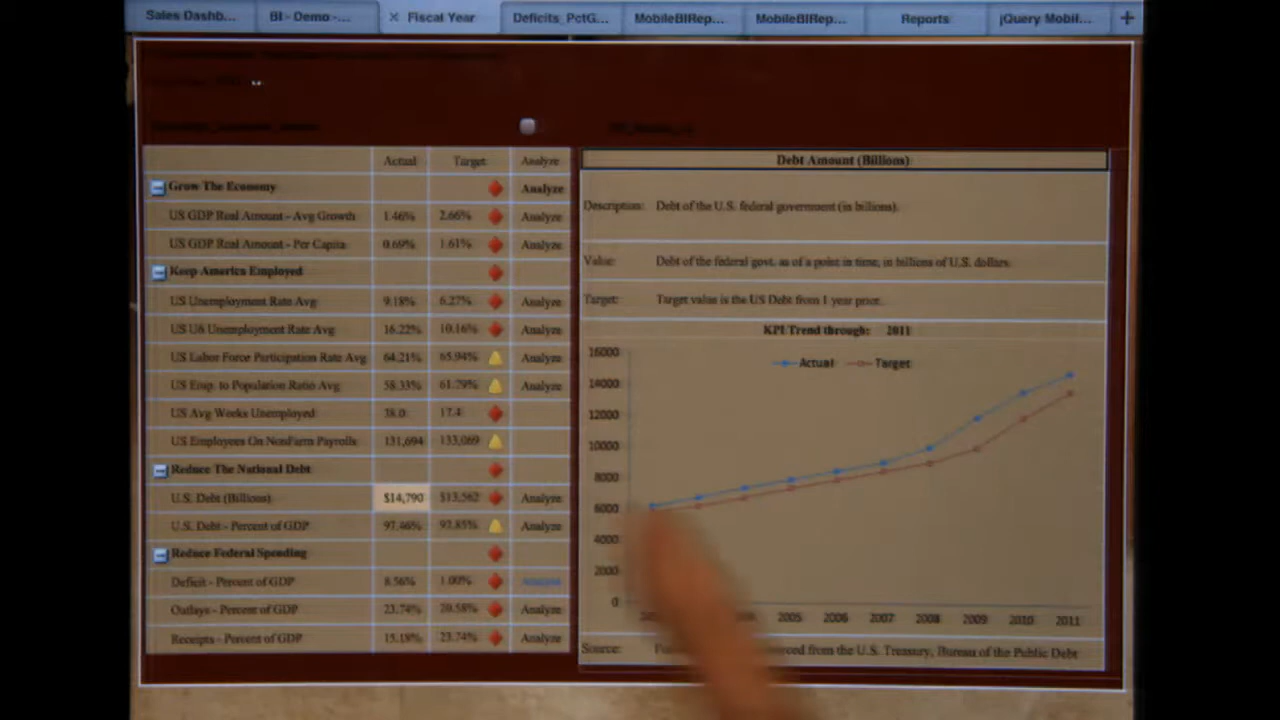 Sales Dashb... BI - Demo -... × Fiscal Year Deficits_PctG... MobileBIRep... MobileBIRep... Reports jQuery Mobil... +
Actual Target Analyze
Grow The Economy Analyze
US GDP Real Amount - Avg Growth 1.46% 2.66% Analyze
US GDP Real Amount - Per Capita 0.69% 1.61% Analyze
Keep America Employed
US Unemployment Rate Avg 9.18% 6.27% Analyze
US U6 Unemployment Rate Avg 16.22% 10.16% Analyze
US Labor Force Participation Rate Avg 64.21% 65.94% Analyze
US Emp. to Population Ratio Avg 58.33% 61.79% Analyze
US Avg Weeks Unemployed 38.0 17.4
US Employees On NonFarm Payrolls 131,694 133,069
Reduce The National Debt
U.S. Debt (Billions) $14,790 $13,562 Analyze
U.S. Debt - Percent of GDP 97.46% 92.85% Analyze
Reduce Federal Spending
Deficit - Percent of GDP 8.56% 1.00% Analyze
Outlays - Percent of GDP 23.74% 20.58% Analyze
Receipts - Percent of GDP 15.18% 23.74% Analyze
Debt Amount (Billions)
Description: Debt of the U.S. federal government (in billions).
Value: Debt of the federal govt. as of a point in time, in billions of U.S. dollars.
Target: Target value is the US Debt from 1 year prior.
KPI Trend through: 2011
Actual Target
16000
14000
12000
10000
8000
6000
4000
2000
0
2005 2006 2007 2008 2009 2010 2011
Source: from the U.S. Treasury, Bureau of the Public Debt